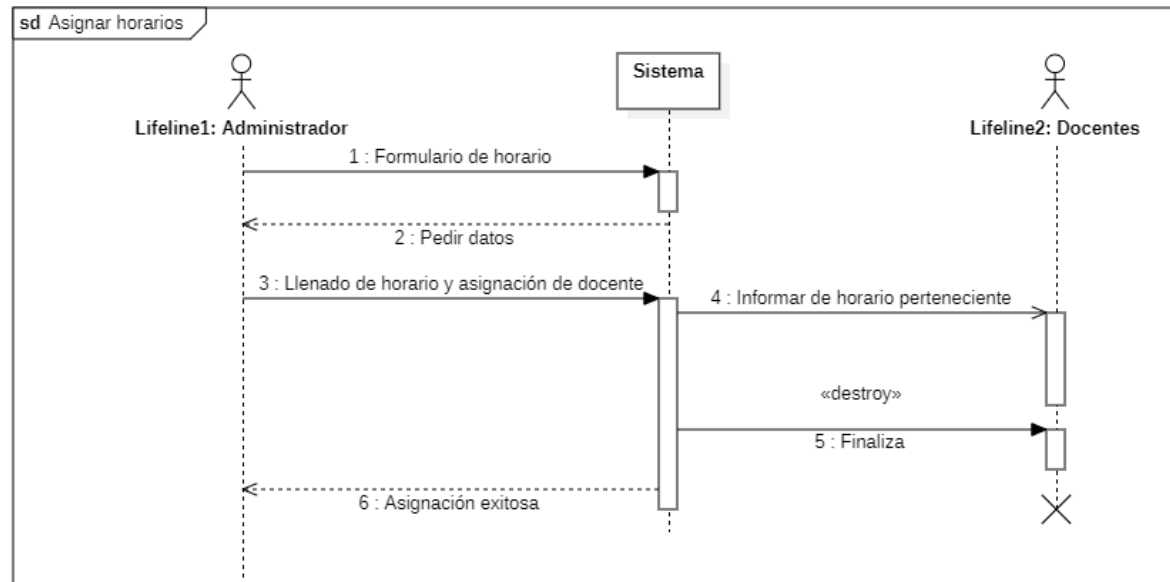 sd Asignar horarios
Sistema
Lifeline1: Administrador
Lifeline2: Docentes
1 : Formulario de horario
2 : Pedir datos
3 : Llenado de horario y asignación de docente
4 : Informar de horario perteneciente
«destroy»
5 : Finaliza
6 : Asignación exitosa